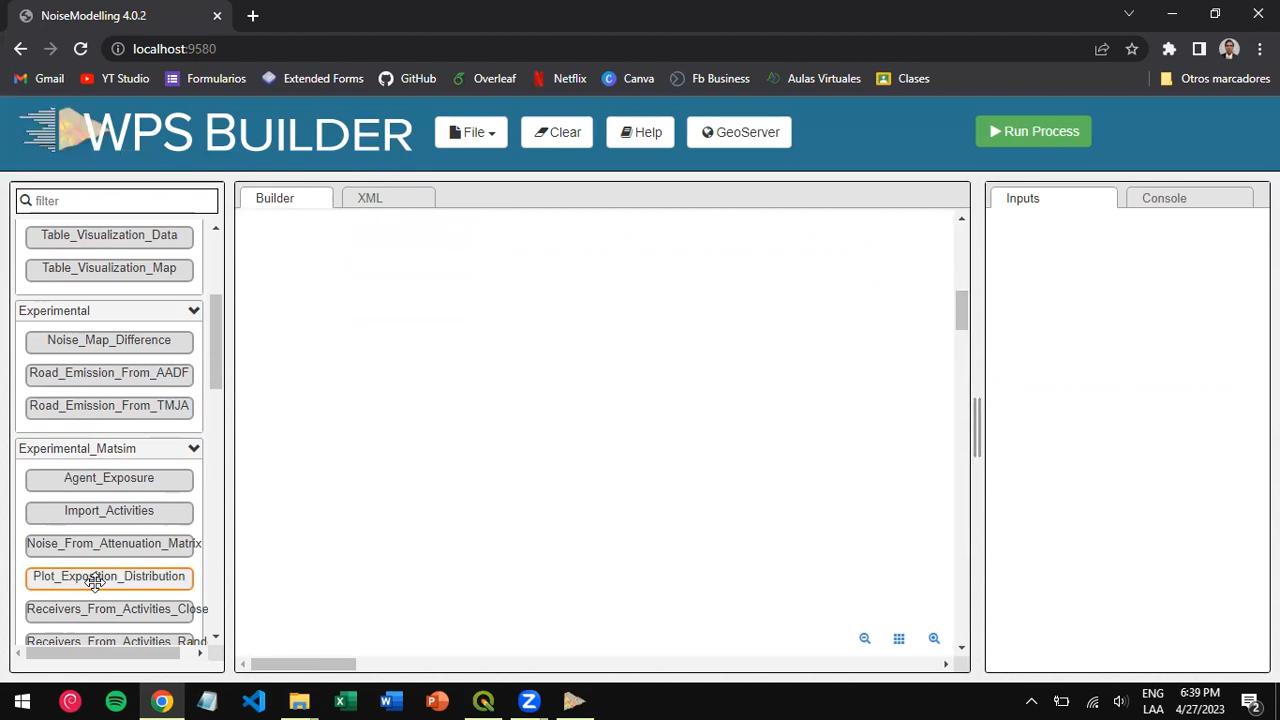 NoiseModelling 4.0.2
localhost:9580
Gmail
YT Studio
Formularios
Extended Forms
GitHub
Overleaf
Netflix
Canva
Fb Business
Aulas Virtuales
Clases
Otros marcadores
WPS BUILDER
File
Clear
Help
GeoServer
Run Process
filter
Table_Visualization_Data
Table_Visualization_Map
Experimental
Noise_Map_Difference
Road_Emission_From_AADF
Road_Emission_From_TMJA
Experimental_Matsim
Agent_Exposure
Import_Activities
Noise_From_Attenuation_Matrix
Plot_Exposition_Distribution
Receivers_From_Activities_Close
Receivers_From_Activities_Rand
Builder
XML
Inputs
Console
ENG
LAA
6:39 PM
4/27/2023
2